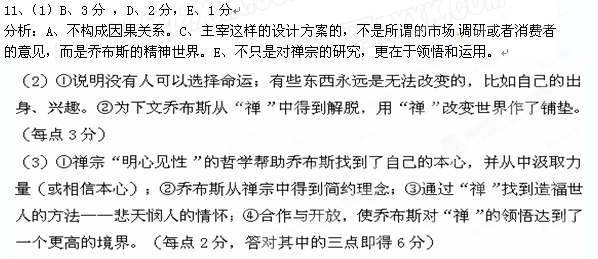 11、(1) B、3 分 ，D、2 分，E、1 分
分析：A、不构成因果关系。C、主宰这样的设计方案的，不是所谓的市场调研或者消费者
的意见，而是乔布斯的精神世界。E、不只是对禅宗的研究，更在于领悟和运用。
（2）①说明没有人可以选择命运；有些东西永远是无法改变的，比如自己的出
身、兴趣。②为下文乔布斯从“禅”中得到解脱，用“禅”改变世界作了铺垫。
（每点 3 分）
（3）①禅宗“明心见性”的哲学帮助乔布斯找到了自己的本心，并从中汲取力
量（或相信本心）；②乔布斯从禅宗中得到简约理念；③通过“禅”找到造福世
人的方法——悲天悯人的情怀；④合作与开放，使乔布斯对“禅”的领悟达到了
一个更高的境界。（每点 2 分，答对其中的三点即得 6 分）